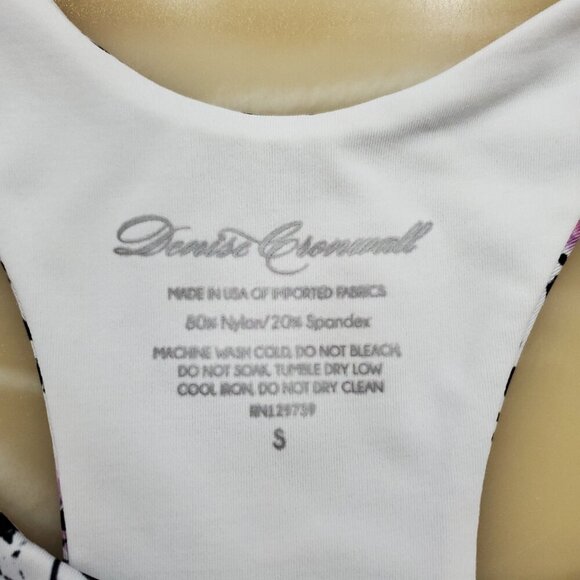 Denise Cronwall
MADE IN USA OF IMPORTED FABRICS
80% Nylon/20% Spandex
MACHINE WASH COLD, DO NOT BLEACH,
DO NOT SOAK, TUMBLE DRY LOW
COOL IRON, DO NOT DRY CLEAN
RN129739
S